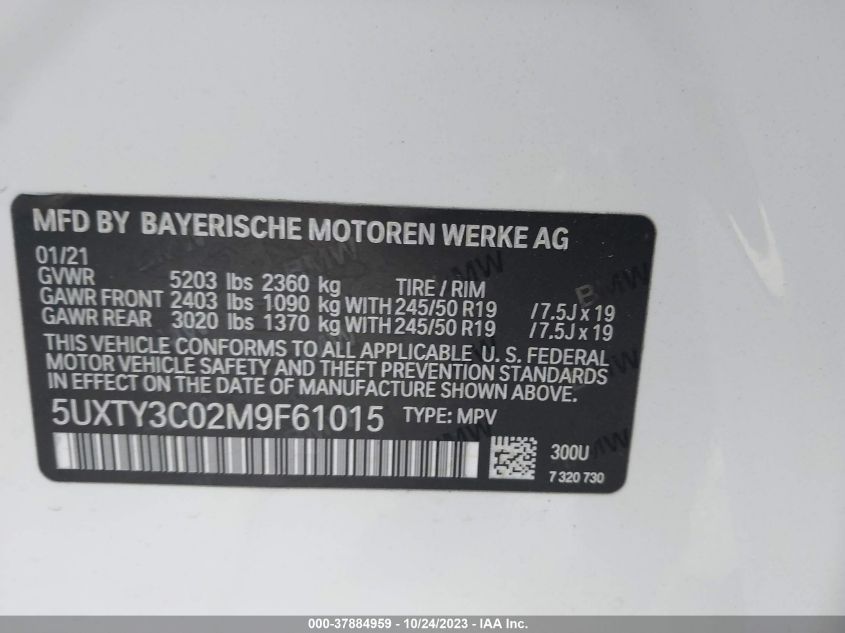 MFD BY BAYERISCHE MOTOREN WERKE AG
01/21
GVWR 5203 lbs 2360 kg TIRE / RIM
GAWR FRONT 2403 lbs 1090 kg WITH 245/50 R19 /7.5J x 19
GAWR REAR 3020 lbs 1370 kg WITH 245/50 R19 /7.5J x 19
THIS VEHICLE CONFORMS TO ALL APPLICABLE U. S. FEDERAL
MOTOR VEHICLE SAFETY AND THEFT PREVENTION STANDARDS
IN EFFECT ON THE DATE OF MANUFACTURE SHOWN ABOVE.
5UXTY3C02M9F61015 TYPE: MPV
300U
7 320 730
000-37884959 - 10/24/2023 - IAA Inc.